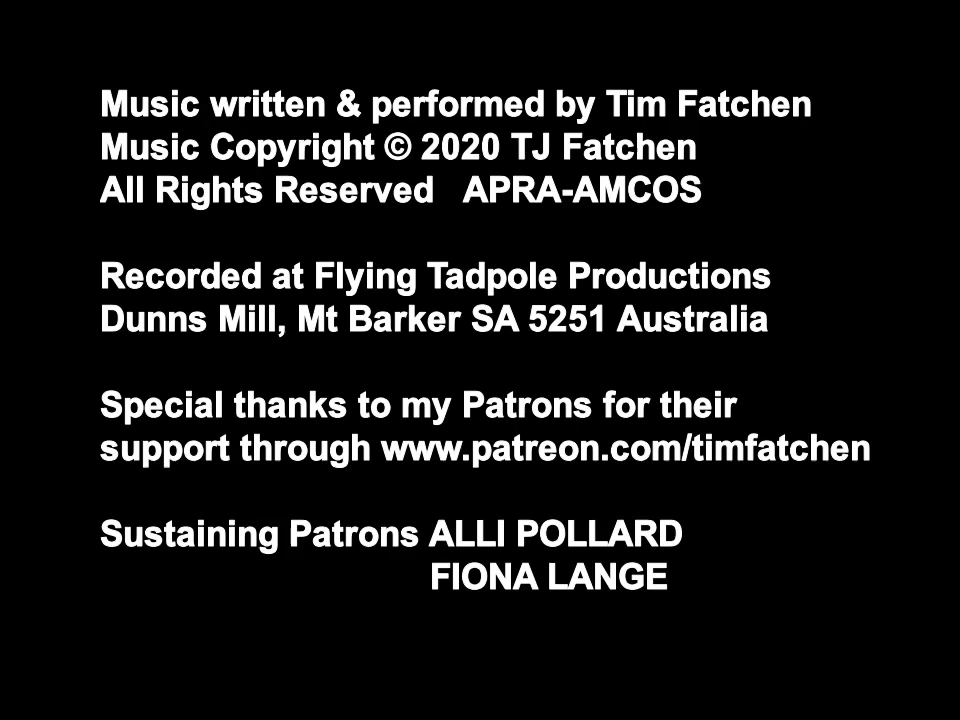 Music written & performed by Tim Fatchen
Music Copyright © 2020 TJ Fatchen
All Rights Reserved   APRA-AMCOS
Recorded at Flying Tadpole Productions
Dunns Mill, Mt Barker SA 5251 Australia
Special thanks to my Patrons for their
support through www.patreon.com/timfatchen
Sustaining Patrons ALLI POLLARD
FIONA LANGE